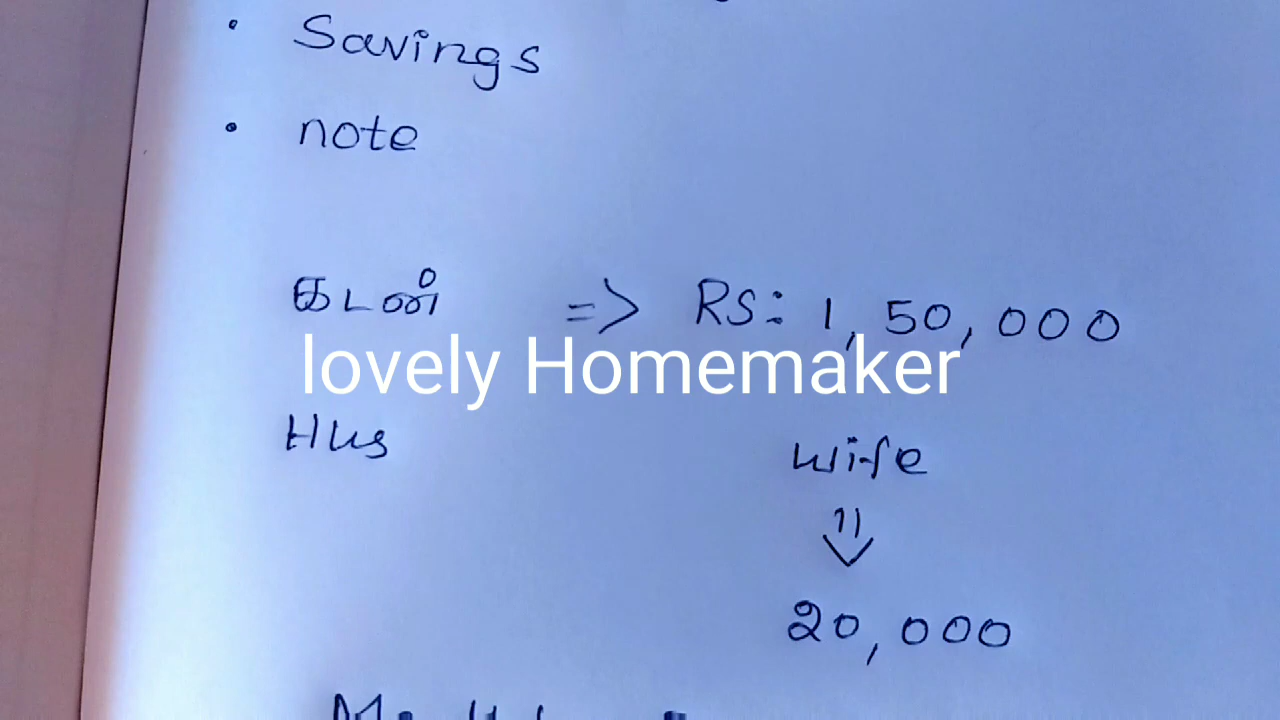 • Savings
• note
கடன் => RS: 1,50,000
lovely Homemaker
Hus wife
⇓
20,000